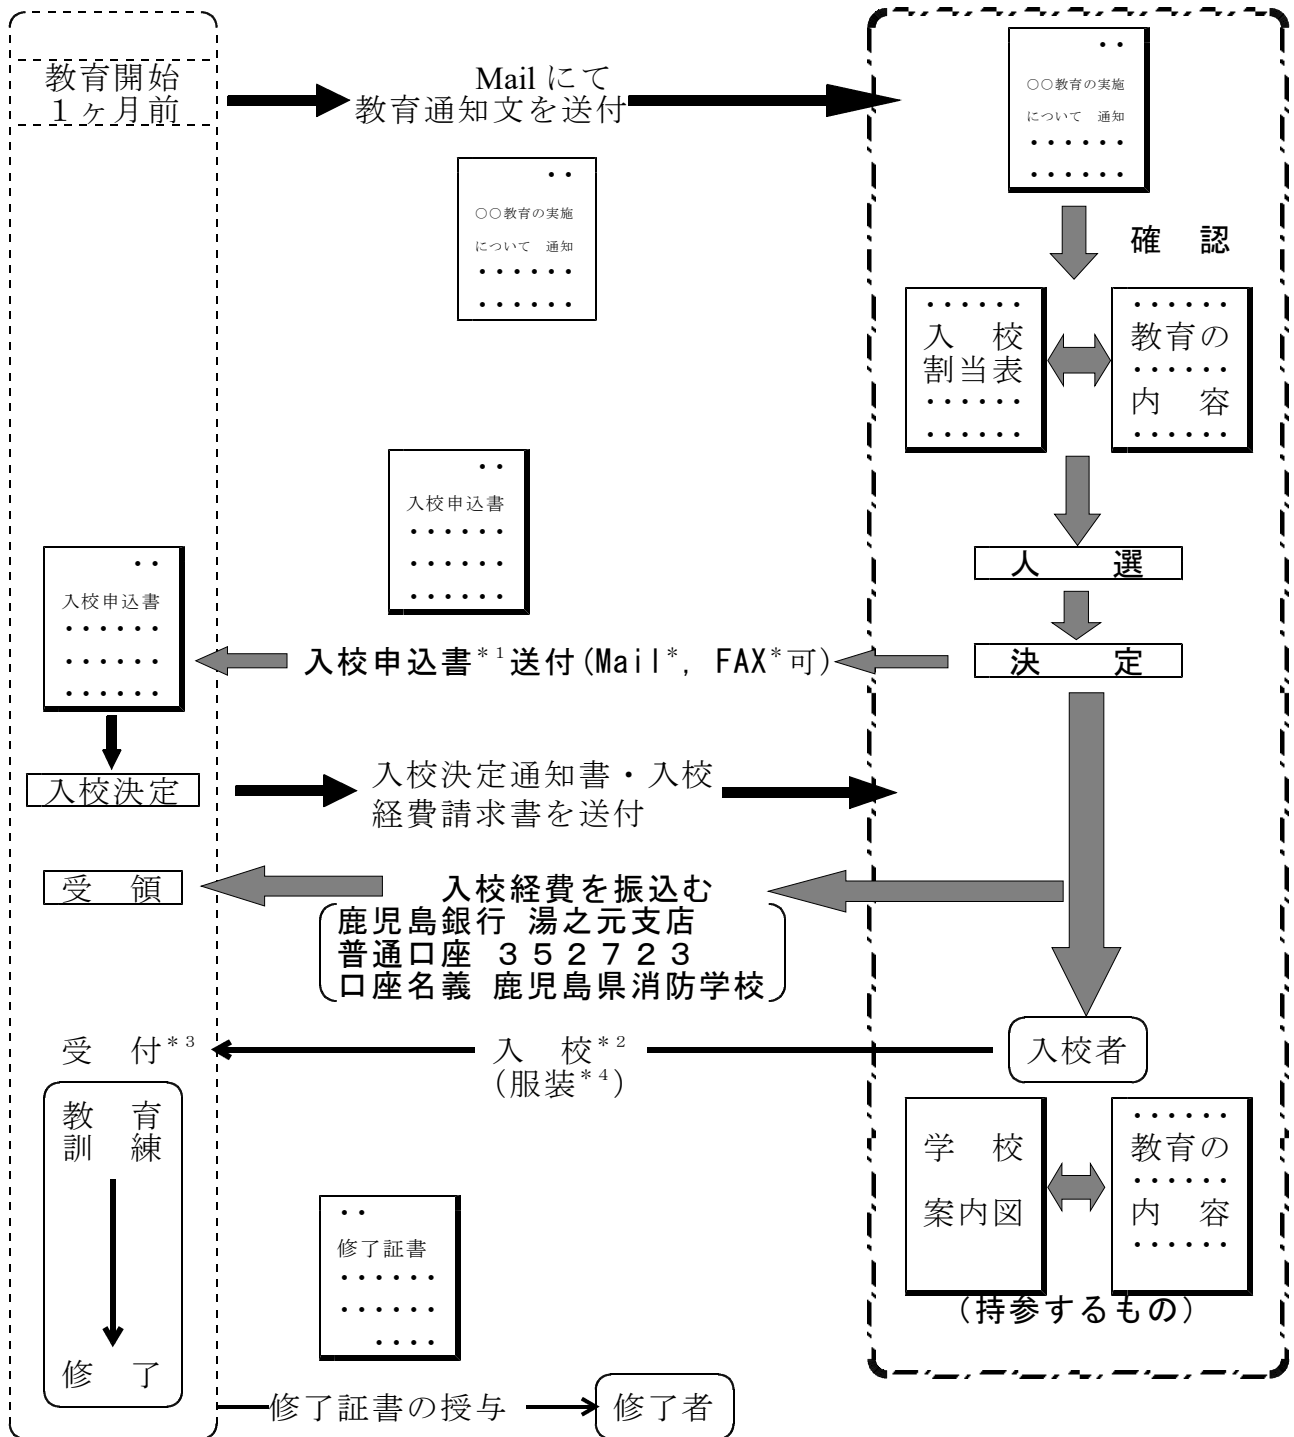 教育開始
１ヶ月前
Mail にて
教育通知文を送付
○○教育の実施
について　通知
○○教育の実施
について　通知
確　認
入　校
割当表
教育の
内　容
入校申込書
人　　選
入校申込書
入校申込書*1送付(Mail*, FAX*可)
決　　定
入校決定
入校決定通知書・入校
経費請求書を送付
受　領
入校経費を振込む
鹿児島銀行 湯之元支店
普通口座 ３５２７２３
口座名義 鹿児島県消防学校
受　付*3
入　校*2
(服装*4)
入校者
教　育
訓　練
学　校
案内図
教育の
内　容
(持参するもの)
修了証書
修　了
修了証書の授与
修了者